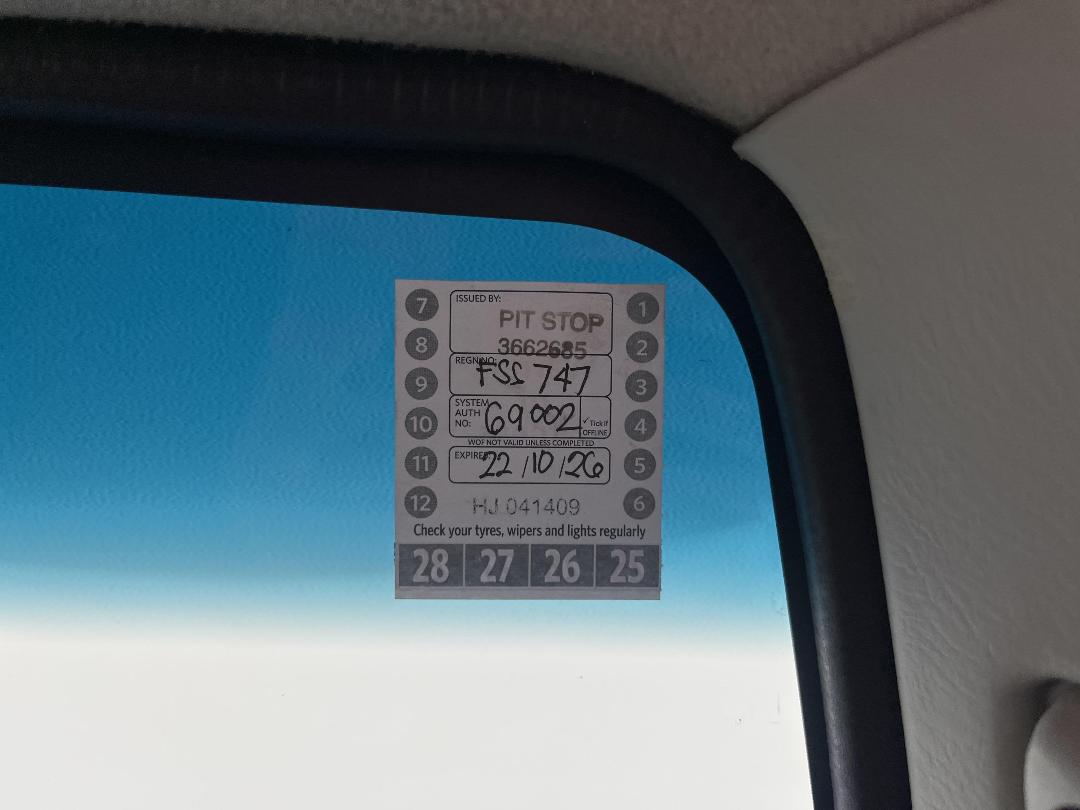 7 ISSUED BY: 1
PIT STOP
8 3662685 2
REGN NO: FSS 747
9 3
SYSTEM
AUTH
NO: 69002 ✓ Tick if
OFFLINE
10 4
WOF NOT VALID UNLESS COMPLETED
11 EXPIRES 22/10/26 5
12 HJ 041409 6
Check your tyres, wipers and lights regularly
28 27 26 25